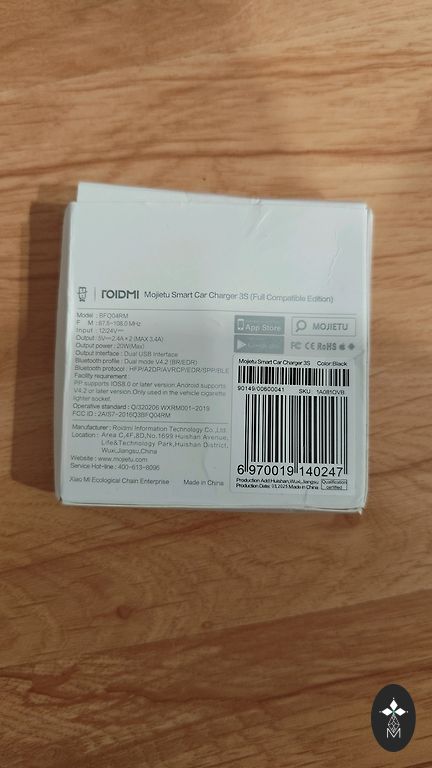 ROIDMI Mojietu Smart Car Charger 3S (Full Compatible Edition)
Model : BFQ04RM
F M : 87.5~108.0 MHz
Input : 12/24V⎓
Output : 5V⎓2.4A×2 (MAX 3.4A)
Output power : 20W(Max)
Output interface : Dual USB Interface
Bluetooth profile : Dual mode V4.2 (BR/EDR)
Bluetooth protocol : HFP/A2DP/AVRCP/EDR/SPP/BLE
Facility requirement
PiP supports IOS8.0 or later version.Android supports
V4.2 or later version.Only used in the vehicle cigarette
lighter socket.
Operative standard : Q/320206 WXRM001-2019
FCC ID : 2AIS7-2016Q3BFQ04RM
Manufacturer : Roidmi Information Technology Co.,Ltd.
Location : Area C,4F,8D,No.1699 Huishan Avenue,
Life&Technology Park,Huishan District,
Wuxi,Jiangsu,China
Website : www.mojietu.com
Service Hot-line : 400-613-8096
Xiao Mi Ecological Chain Enterprise Made in China
App Store
MOJIETU
FC CE RoHS
Mojietu Smart Car Charger 3S Color:Black
90149/00600041 SKU
6 970019 140247
Production Add:Huishan,Wuxi,Jiangsu
Production Date: Made in China
Qualification
certified
M